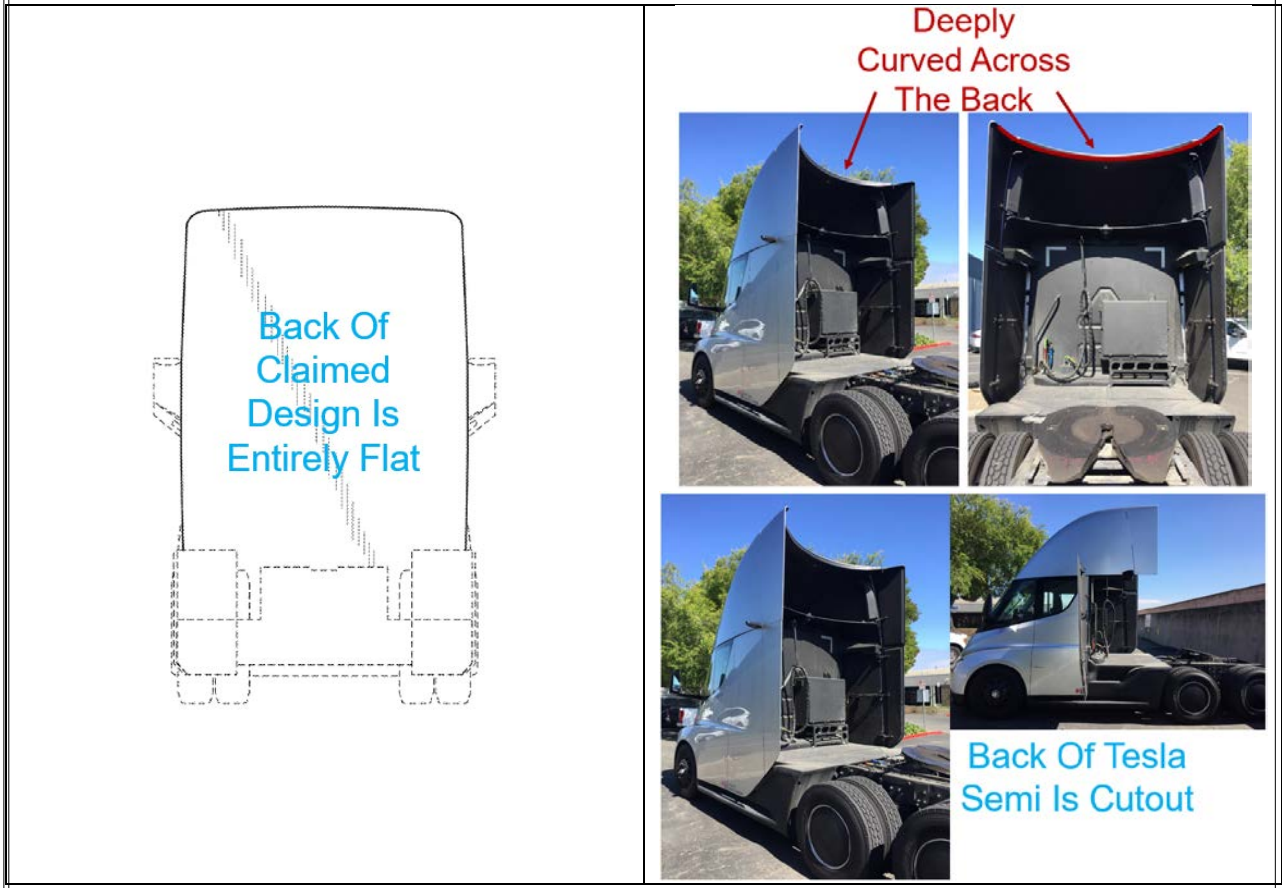 Back Of
Claimed
Design Is
Entirely Flat
Deeply
Curved Across
The Back
Back Of Tesla
Semi Is Cutout